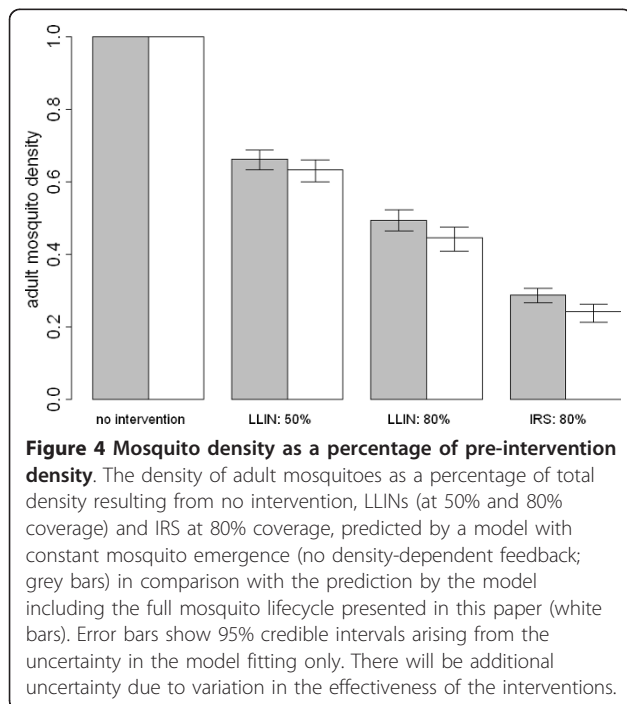 adult mosquito density
1.0
0.8
0.6
0.4
0.2
0.0
no intervention LLIN: 50% LLIN: 80% IRS: 80%
Figure 4 Mosquito density as a percentage of pre-intervention
density. The density of adult mosquitoes as a percentage of total
density resulting from no intervention, LLINs (at 50% and 80%
coverage) and IRS at 80% coverage, predicted by a model with
constant mosquito emergence (no density-dependent feedback;
grey bars) in comparison with the prediction by the model
including the full mosquito lifecycle presented in this paper (white
bars). Error bars show 95% credible intervals arising from the
uncertainty in the model fitting only. There will be additional
uncertainty due to variation in the effectiveness of the interventions.